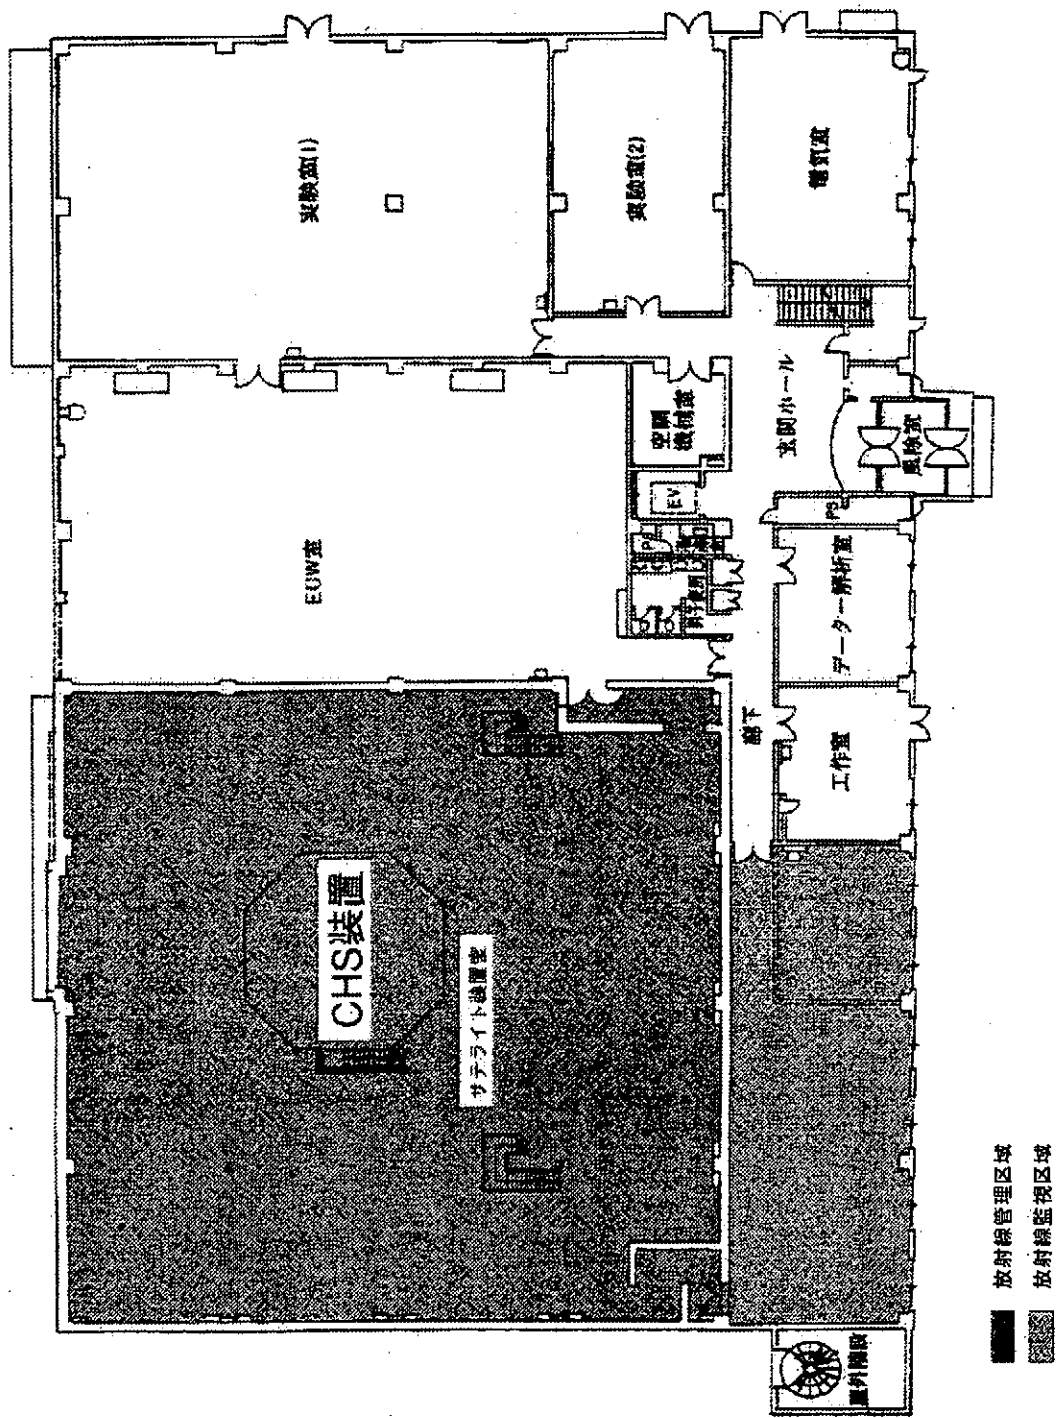 CHS装置
EUW室
実験室(1)
サテライト装置室
実験室(2)
PS
EV
空調
機械室
男子便所
廊下
玄関ホール
電気室
工作室
データー解析室
PS
風除室
屋外階段
放射線管理区域
放射線監視区域